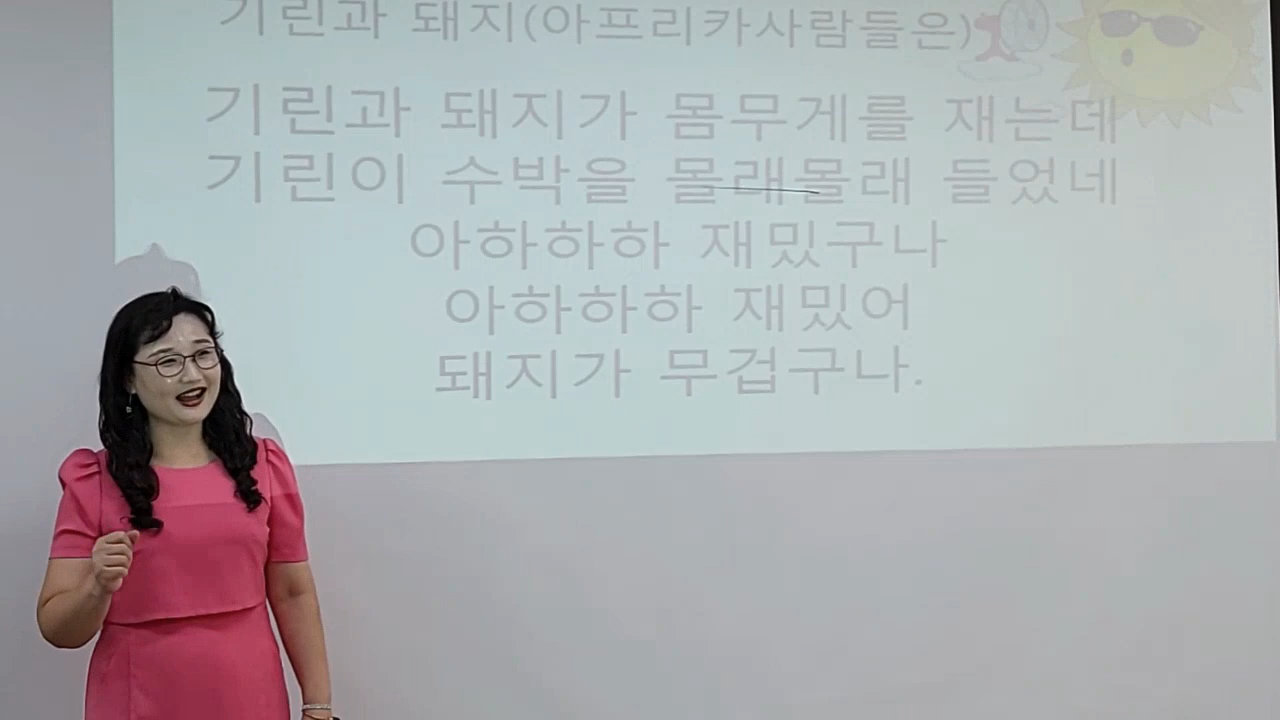 기린과 돼지(아프리카사람들은)
기린과 돼지가 몸무게를 재는데
기린이 수박을 몰래몰래 들었네
아하하하 재밌구나
아하하하 재밌어
돼지가 무겁구나.